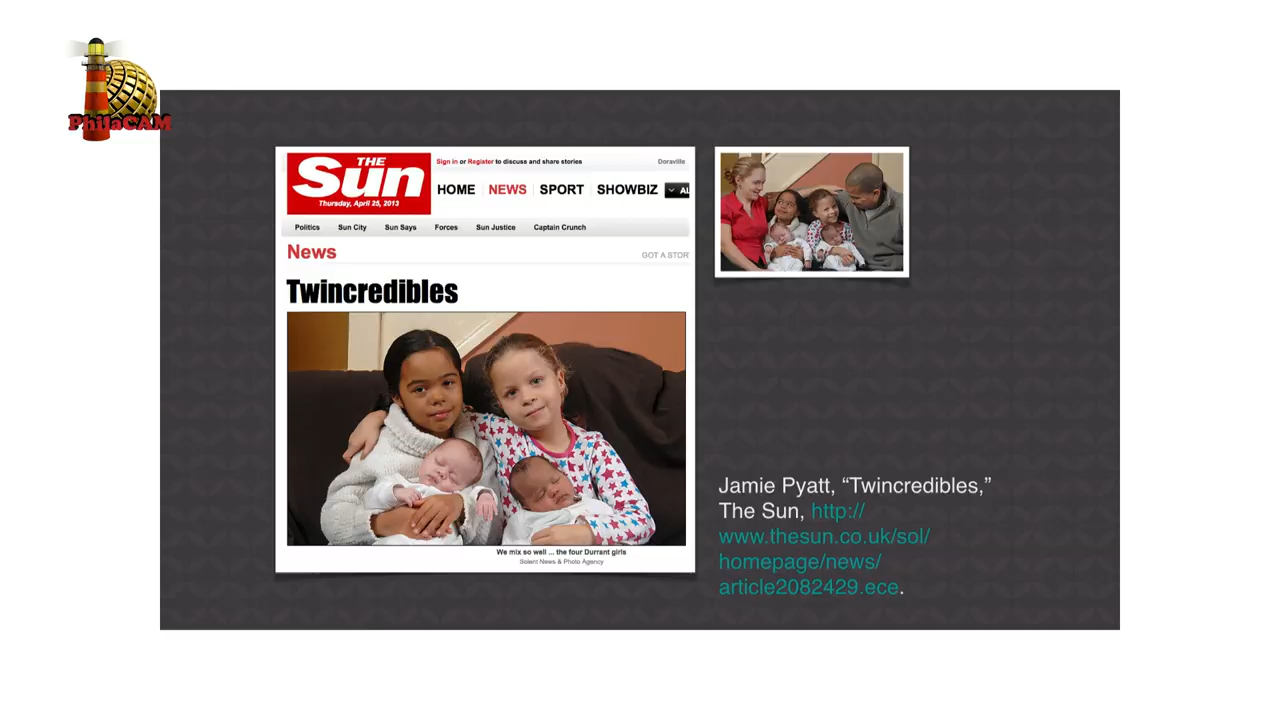 PhilaCAM
THE
Sun
Thursday, April 25, 2013
Sign in or Register to discuss and share stories
Doraville
HOME NEWS SPORT SHOWBIZ AL
Politics Sun City Sun Says Forces Sun Justice Captain Crunch
News
GOT A STOR
Twincredibles
We mix so well ... the four Durrant girls
Solent News & Photo Agency
Jamie Pyatt, “Twincredibles,”
The Sun, http://
www.thesun.co.uk/sol/
homepage/news/
article2082429.ece.